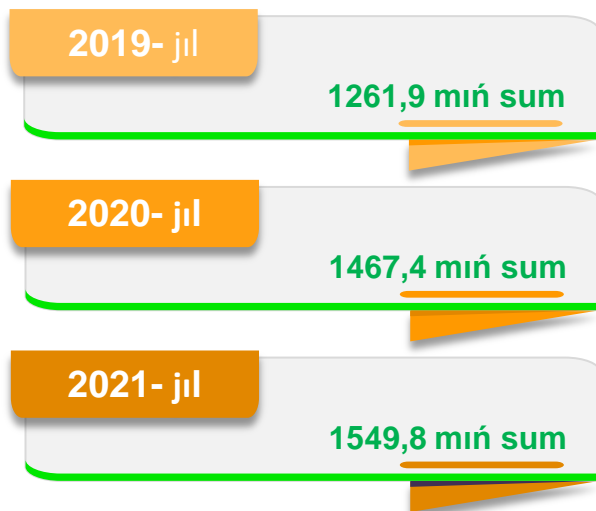 2019- jıl
1261,9 mıń sum
2020- jıl
1467,4 mıń sum
2021- jıl
1549,8 mıń sum